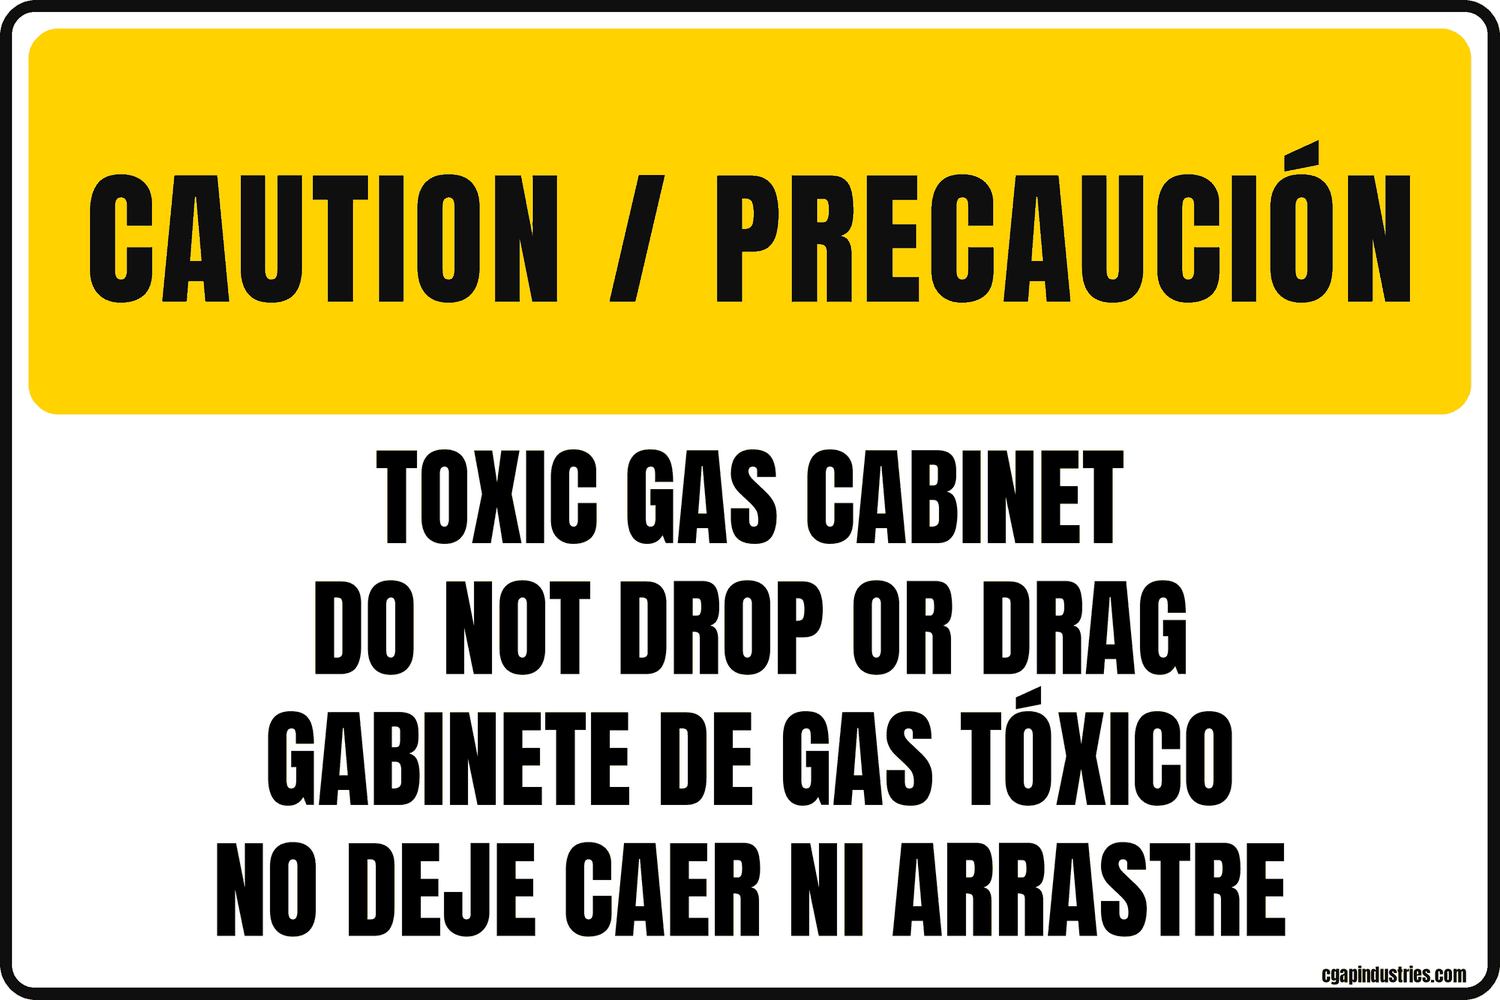 CAUTION / PRECAUCIÓN
TOXIC GAS CABINET
DO NOT DROP OR DRAG
GABINETE DE GAS TÓXICO
NO DEJE CAER NI ARRASTRE
cgapindustries.com